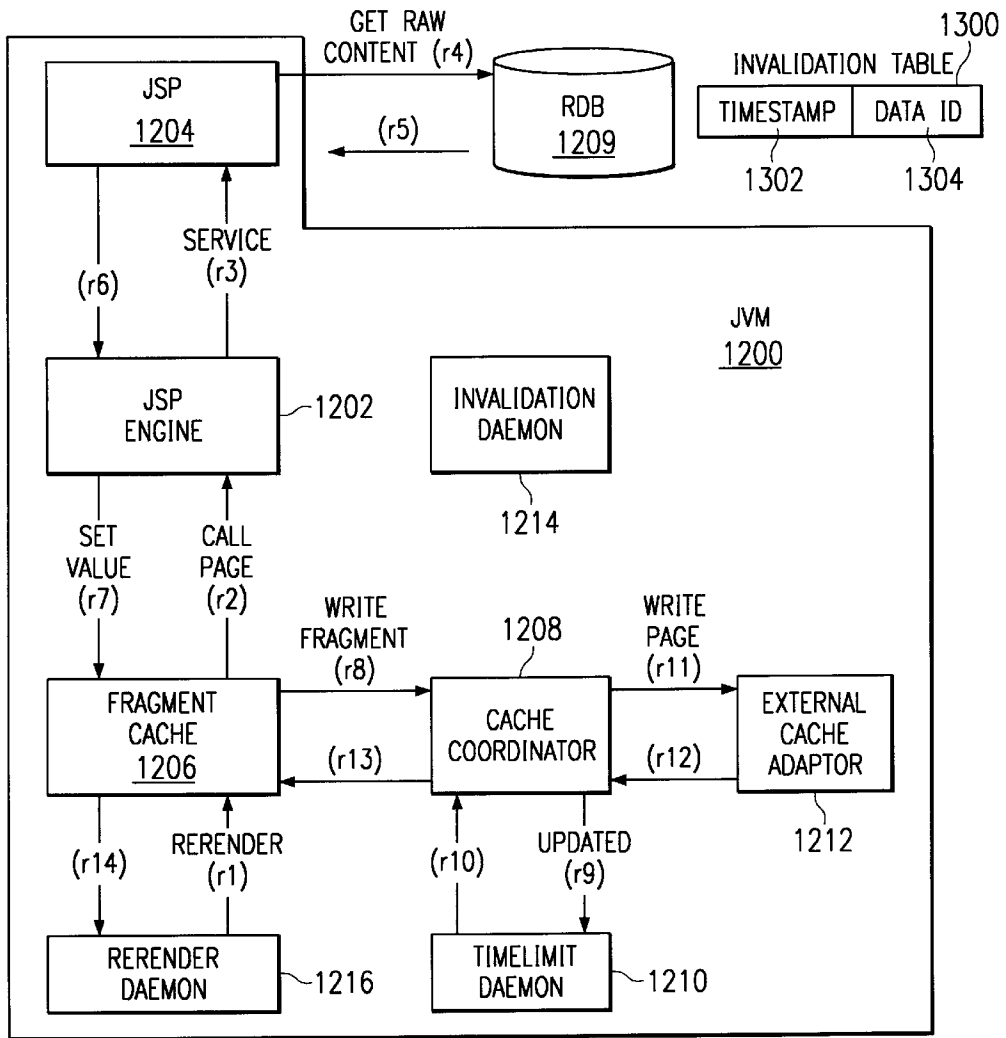 GET RAW
CONTENT (r4)
1300
INVALIDATION TABLE
JSP
1204
RDB
1209
TIMESTAMP
DATA ID
(r5)
1302
1304
SERVICE
(r3)
(r6)
JVM
1200
JSP
ENGINE
1202
INVALIDATION
DAEMON
1214
SET
VALUE
(r7)
CALL
PAGE
(r2)
WRITE
FRAGMENT
(r8)
1208
WRITE
PAGE
(r11)
FRAGMENT
CACHE
1206
CACHE
COORDINATOR
EXTERNAL
CACHE
ADAPTOR
(r13)
(r12)
1212
(r14)
RERENDER
(r1)
(r10)
UPDATED
(r9)
RERENDER
DAEMON
1216
TIMELIMIT
DAEMON
1210